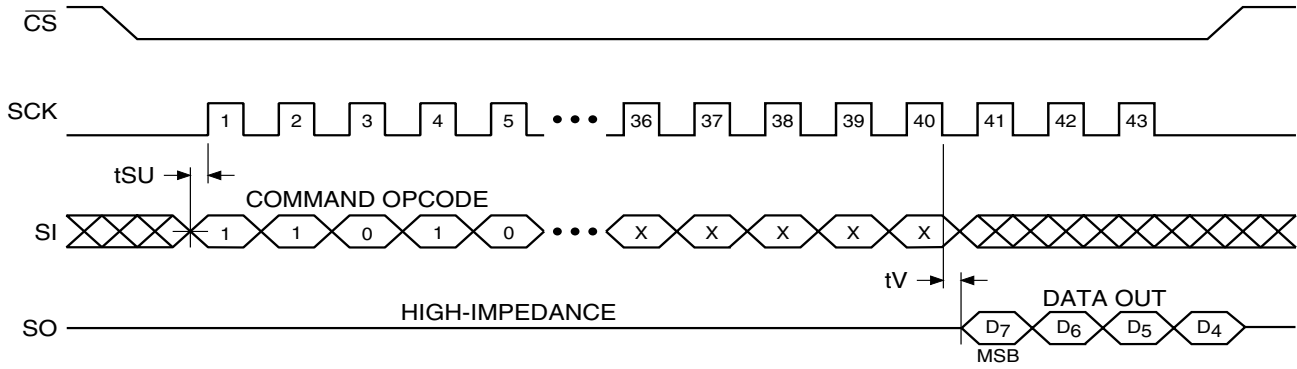 CS
SCK 1 2 3 4 5 ••• 36 37 38 39 40 41 42 43
tSU
COMMAND OPCODE
SI 1 1 0 1 0 ••• X X X X X
tV
HIGH-IMPEDANCE DATA OUT
SO D7 D6 D5 D4
MSB